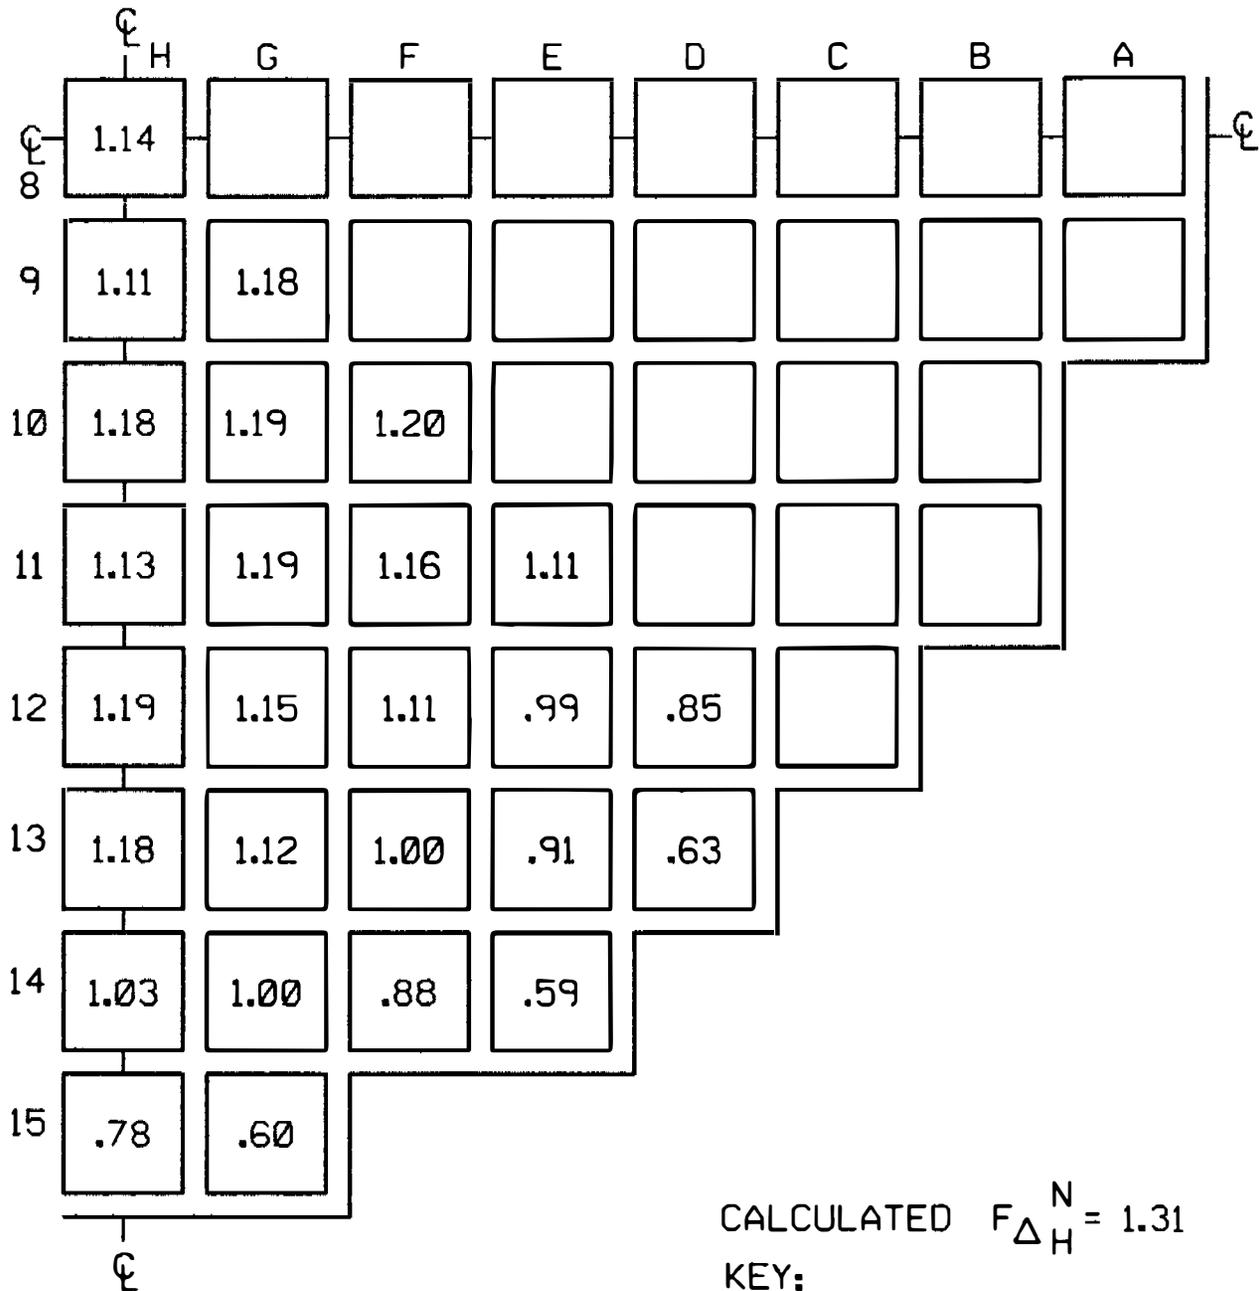 ℄
H G F E D C B A
℄ 1.14 ℄
8
9 1.11 1.18
10 1.18 1.19 1.20
11 1.13 1.19 1.16 1.11
12 1.19 1.15 1.11 .99 .85
13 1.18 1.12 1.00 .91 .63
14 1.03 1.00 .88 .59
15 .78 .60
CALCULATED F N ΔH = 1.31
℄ KEY: